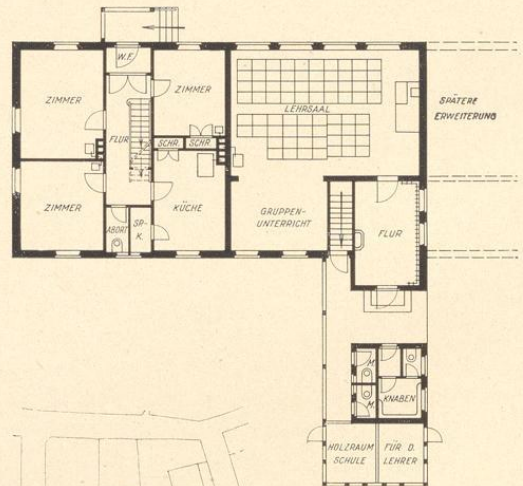 W.F.
ZIMMER
ZIMMER
LEHRSAAL
SPÄTERE
ERWEITERUNG
FLUR
SCHR.
SCHR.
ZIMMER
KÜCHE
GRUPPEN-
UNTERRICHT
FLUR
ABORT
SP.-
K.
M.
M.
KNABEN
HOLZRAUM
SCHULE
FÜR D.
LEHRER